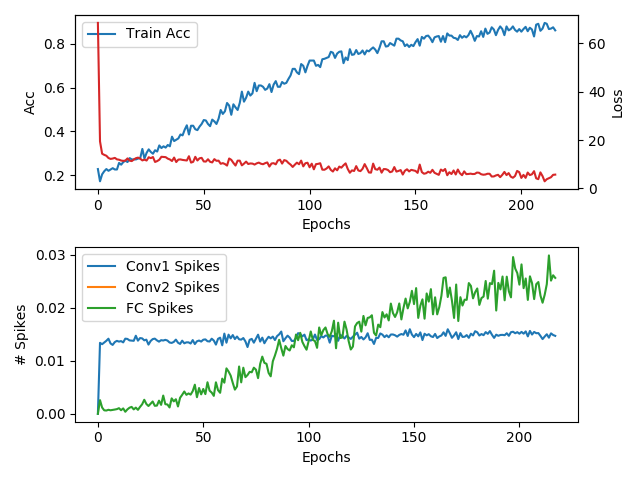 Train Acc
0.8
0.6
0.4
0.2
Acc
60
40
20
0
Loss
0
50
100
150
200
Epochs
Conv1 Spikes
Conv2 Spikes
FC Spikes
0.03
0.02
0.01
0.00
# Spikes
0
50
100
150
200
Epochs